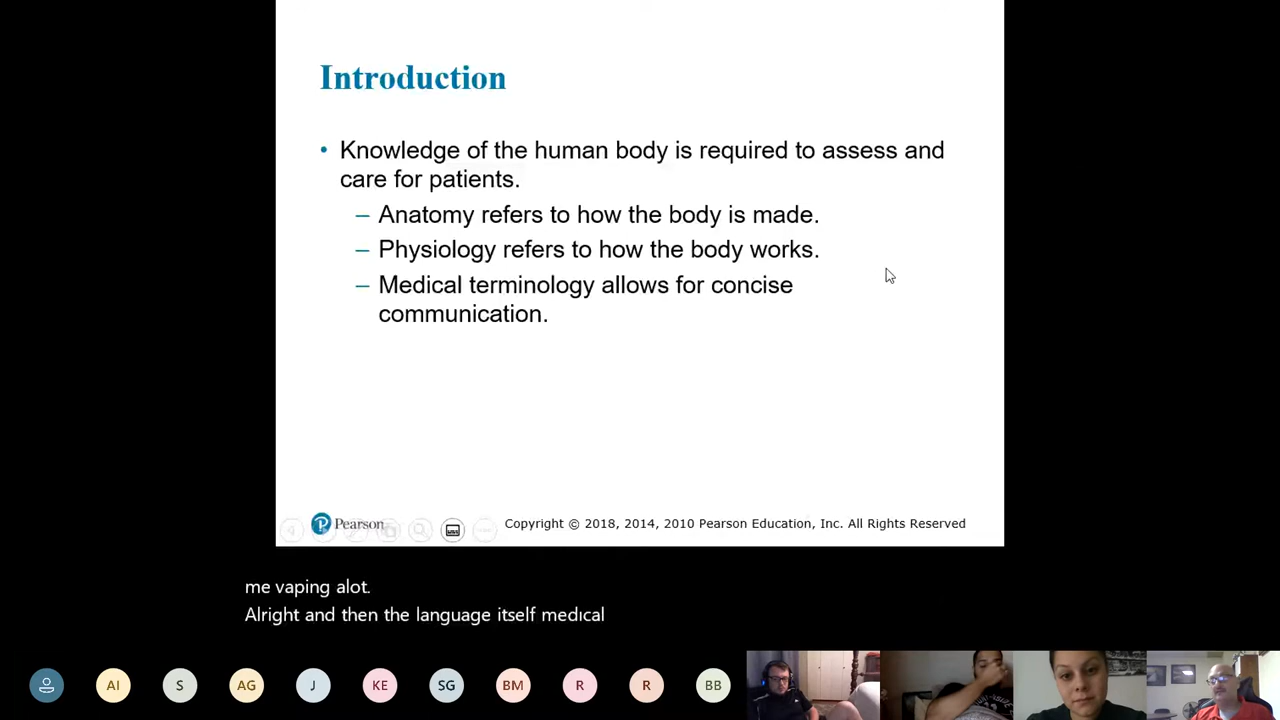 Introduction
• Knowledge of the human body is required to assess and
care for patients.
– Anatomy refers to how the body is made.
– Physiology refers to how the body works.
– Medical terminology allows for concise
communication.
Pearson
Copyright © 2018, 2014, 2010 Pearson Education, Inc. All Rights Reserved
me vaping alot.
Alright and then the language itself medical
AI S AG J KE SG BM R R BB